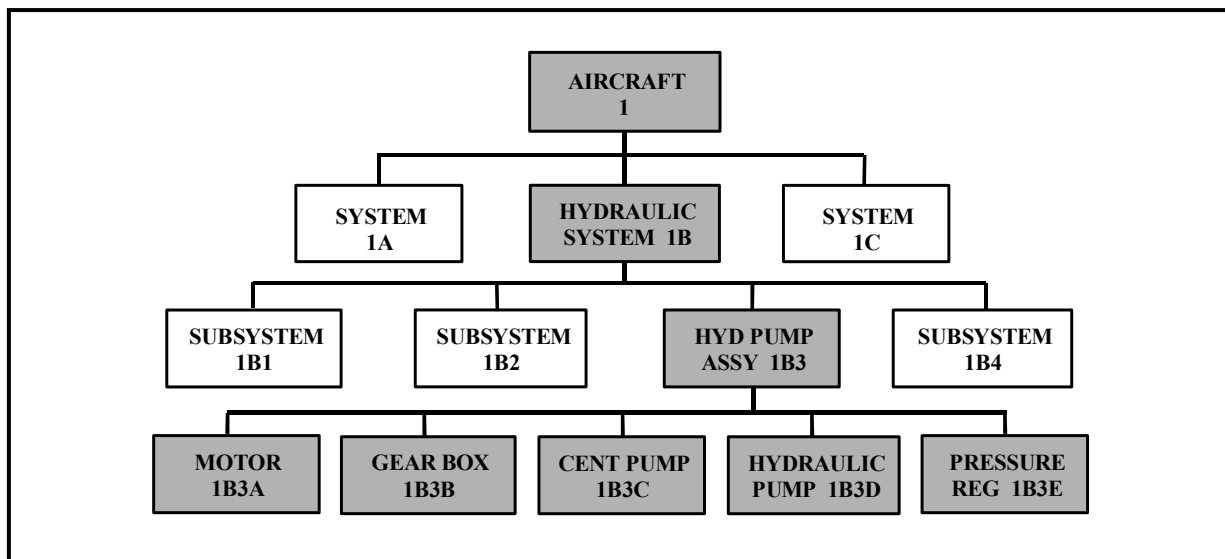 AIRCRAFT
1
SYSTEM
1A
HYDRAULIC
SYSTEM 1B
SYSTEM
1C
SUBSYSTEM
1B1
SUBSYSTEM
1B2
HYD PUMP
ASSY 1B3
SUBSYSTEM
1B4
MOTOR
1B3A
GEAR BOX
1B3B
CENT PUMP
1B3C
HYDRAULIC
PUMP 1B3D
PRESSURE
REG 1B3E